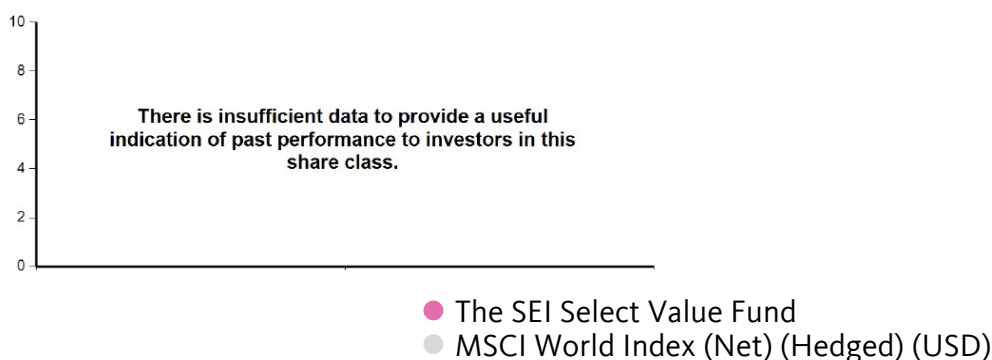 10
8
There is insufficient data to provide a useful
6
indication of past performance to investors in this
share class.
4
2
0
The SEI Select Value Fund
MSCI World Index (Net) (Hedged) (USD)